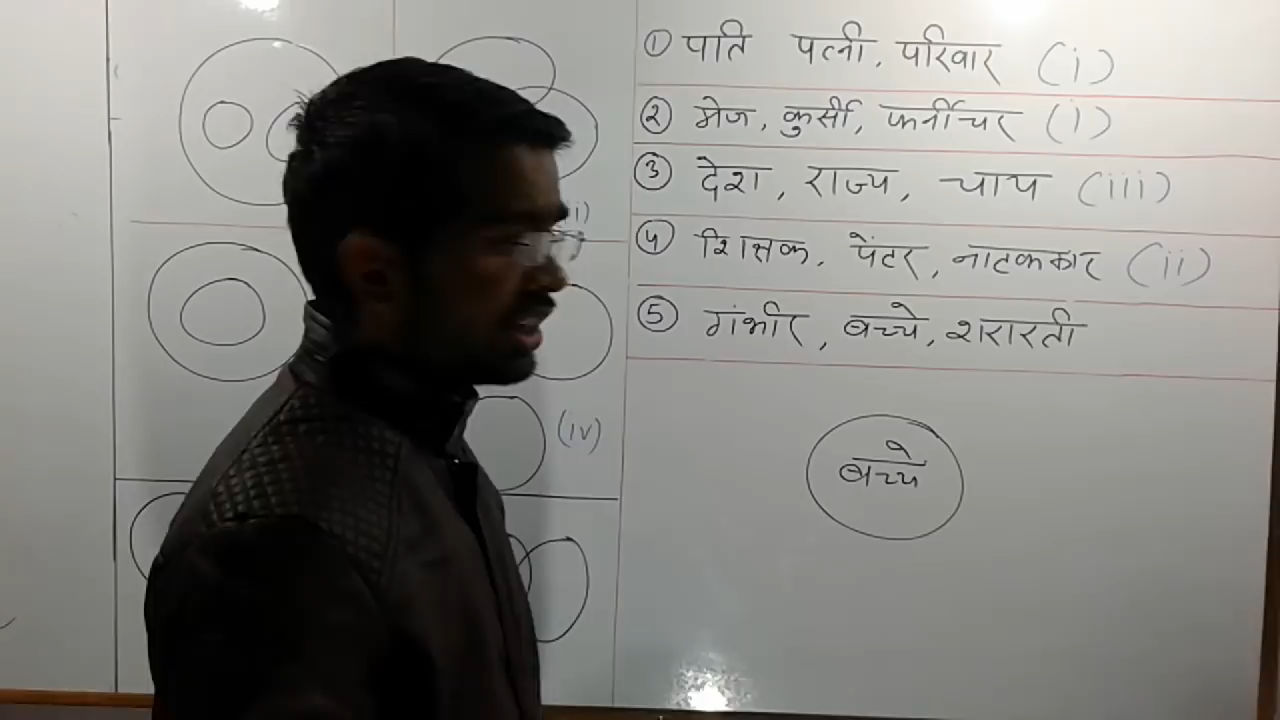 ① पति पत्नी, परिवार (i)
② मेज, कुर्सी, फर्नीचर (i)
③ देश, राज्य, चाय (iii)
④ शिक्षक, पेंटर, नाटककार (ii)
⑤ गंभीर, बच्चे, शरारती
(iv)
बच्चे